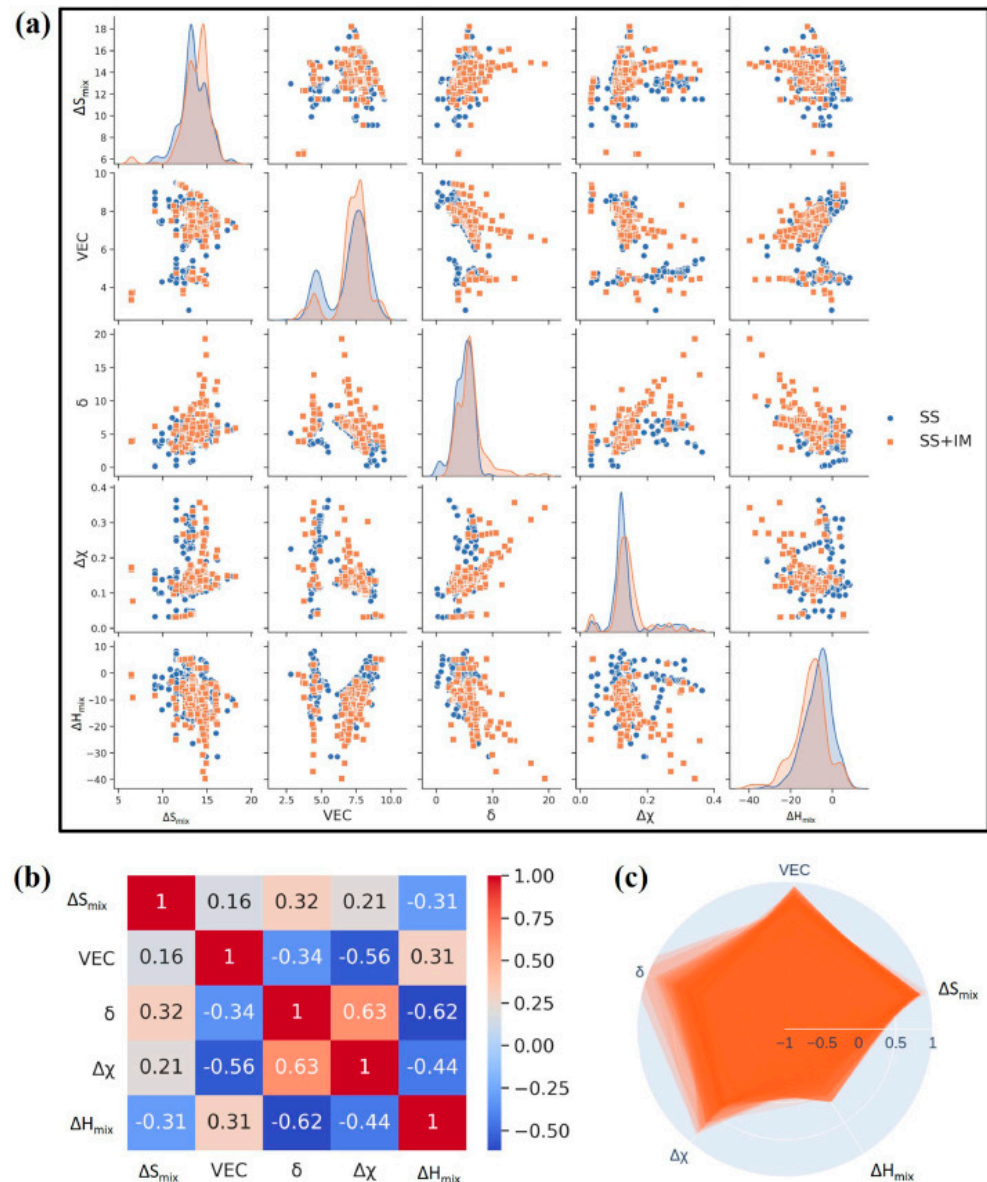 (a)
ΔSmix
18
16
14
12
10
8
6
VEC
10
8
6
4
δ
20
15
10
5
0
SS
SS+IM
Δχ
0.4
0.3
0.2
0.1
0.0
ΔHmix
10
0
−10
−20
−30
−40
5 10 15 20
2.5 5.0 7.5 10.0
0 10 20
0.0 0.2 0.4
−40 −20 0
ΔSmix VEC δ Δχ ΔHmix
(b)
ΔSmix 1 0.16 0.32 0.21 -0.31
VEC 0.16 1 -0.34 -0.56 0.31
δ 0.32 -0.34 1 0.63 -0.62
Δχ 0.21 -0.56 0.63 1 -0.44
ΔHmix -0.31 0.31 -0.62 -0.44 1
ΔSmix VEC δ Δχ ΔHmix
1.00
0.75
0.50
0.25
0.00
−0.25
−0.50
(c)
VEC
δ
ΔSmix
−1 −0.5 0 0.5 1
Δχ
ΔHmix